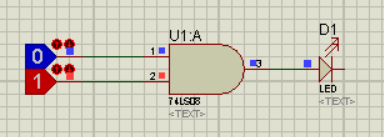 U1:A
D1
0
1
1
2
3
74LS08
<TEXT>
LED
<TEXT>